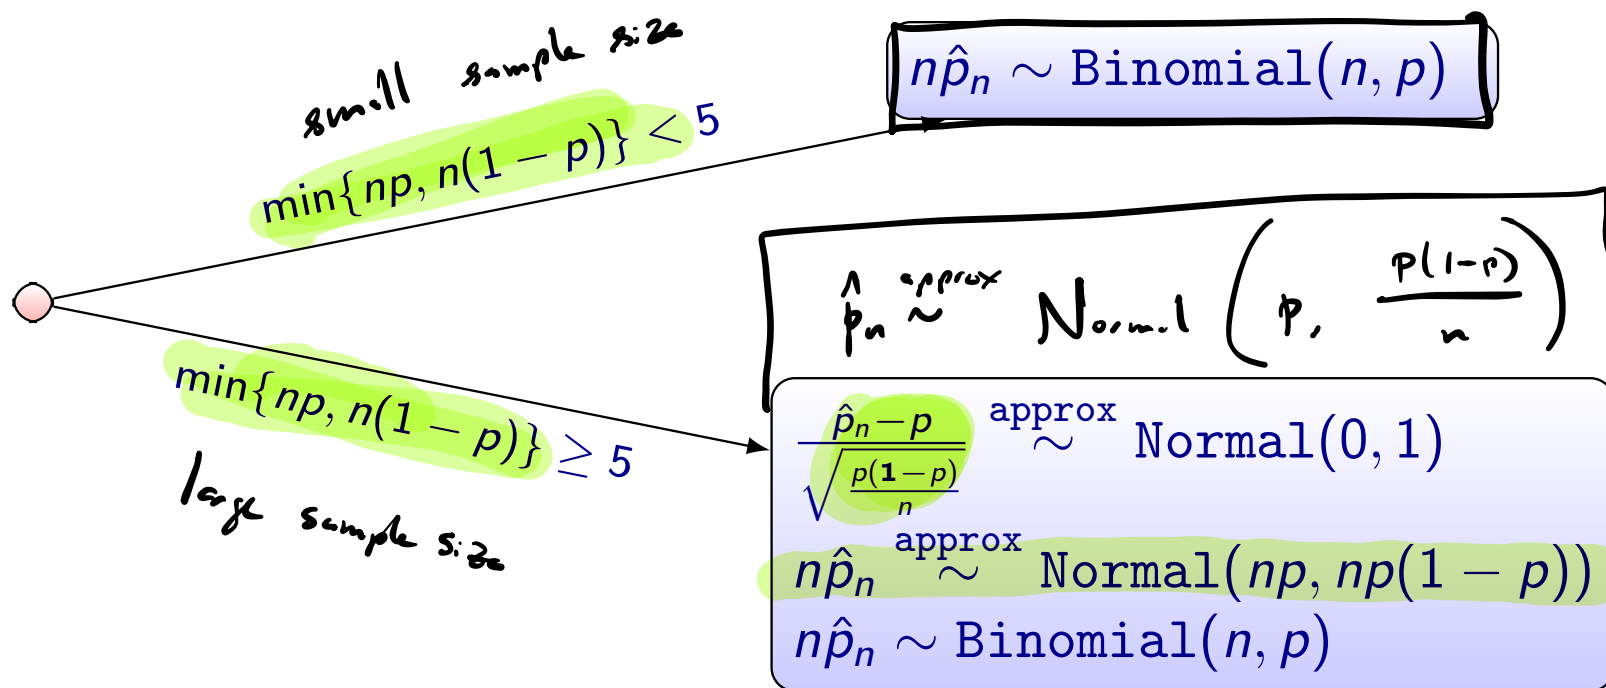 small sample size
min{np, n(1 − p)} < 5
np̂ₙ ∼ Binomial(n, p)
p̂ₙ approx ∼ Normal (p, p(1-p)/n)
min{np, n(1 − p)} ≥ 5
large sample size
(p̂ₙ − p)/√(p(1−p)/n) approx ∼ Normal(0, 1)
np̂ₙ approx ∼ Normal(np, np(1 − p))
np̂ₙ ∼ Binomial(n, p)